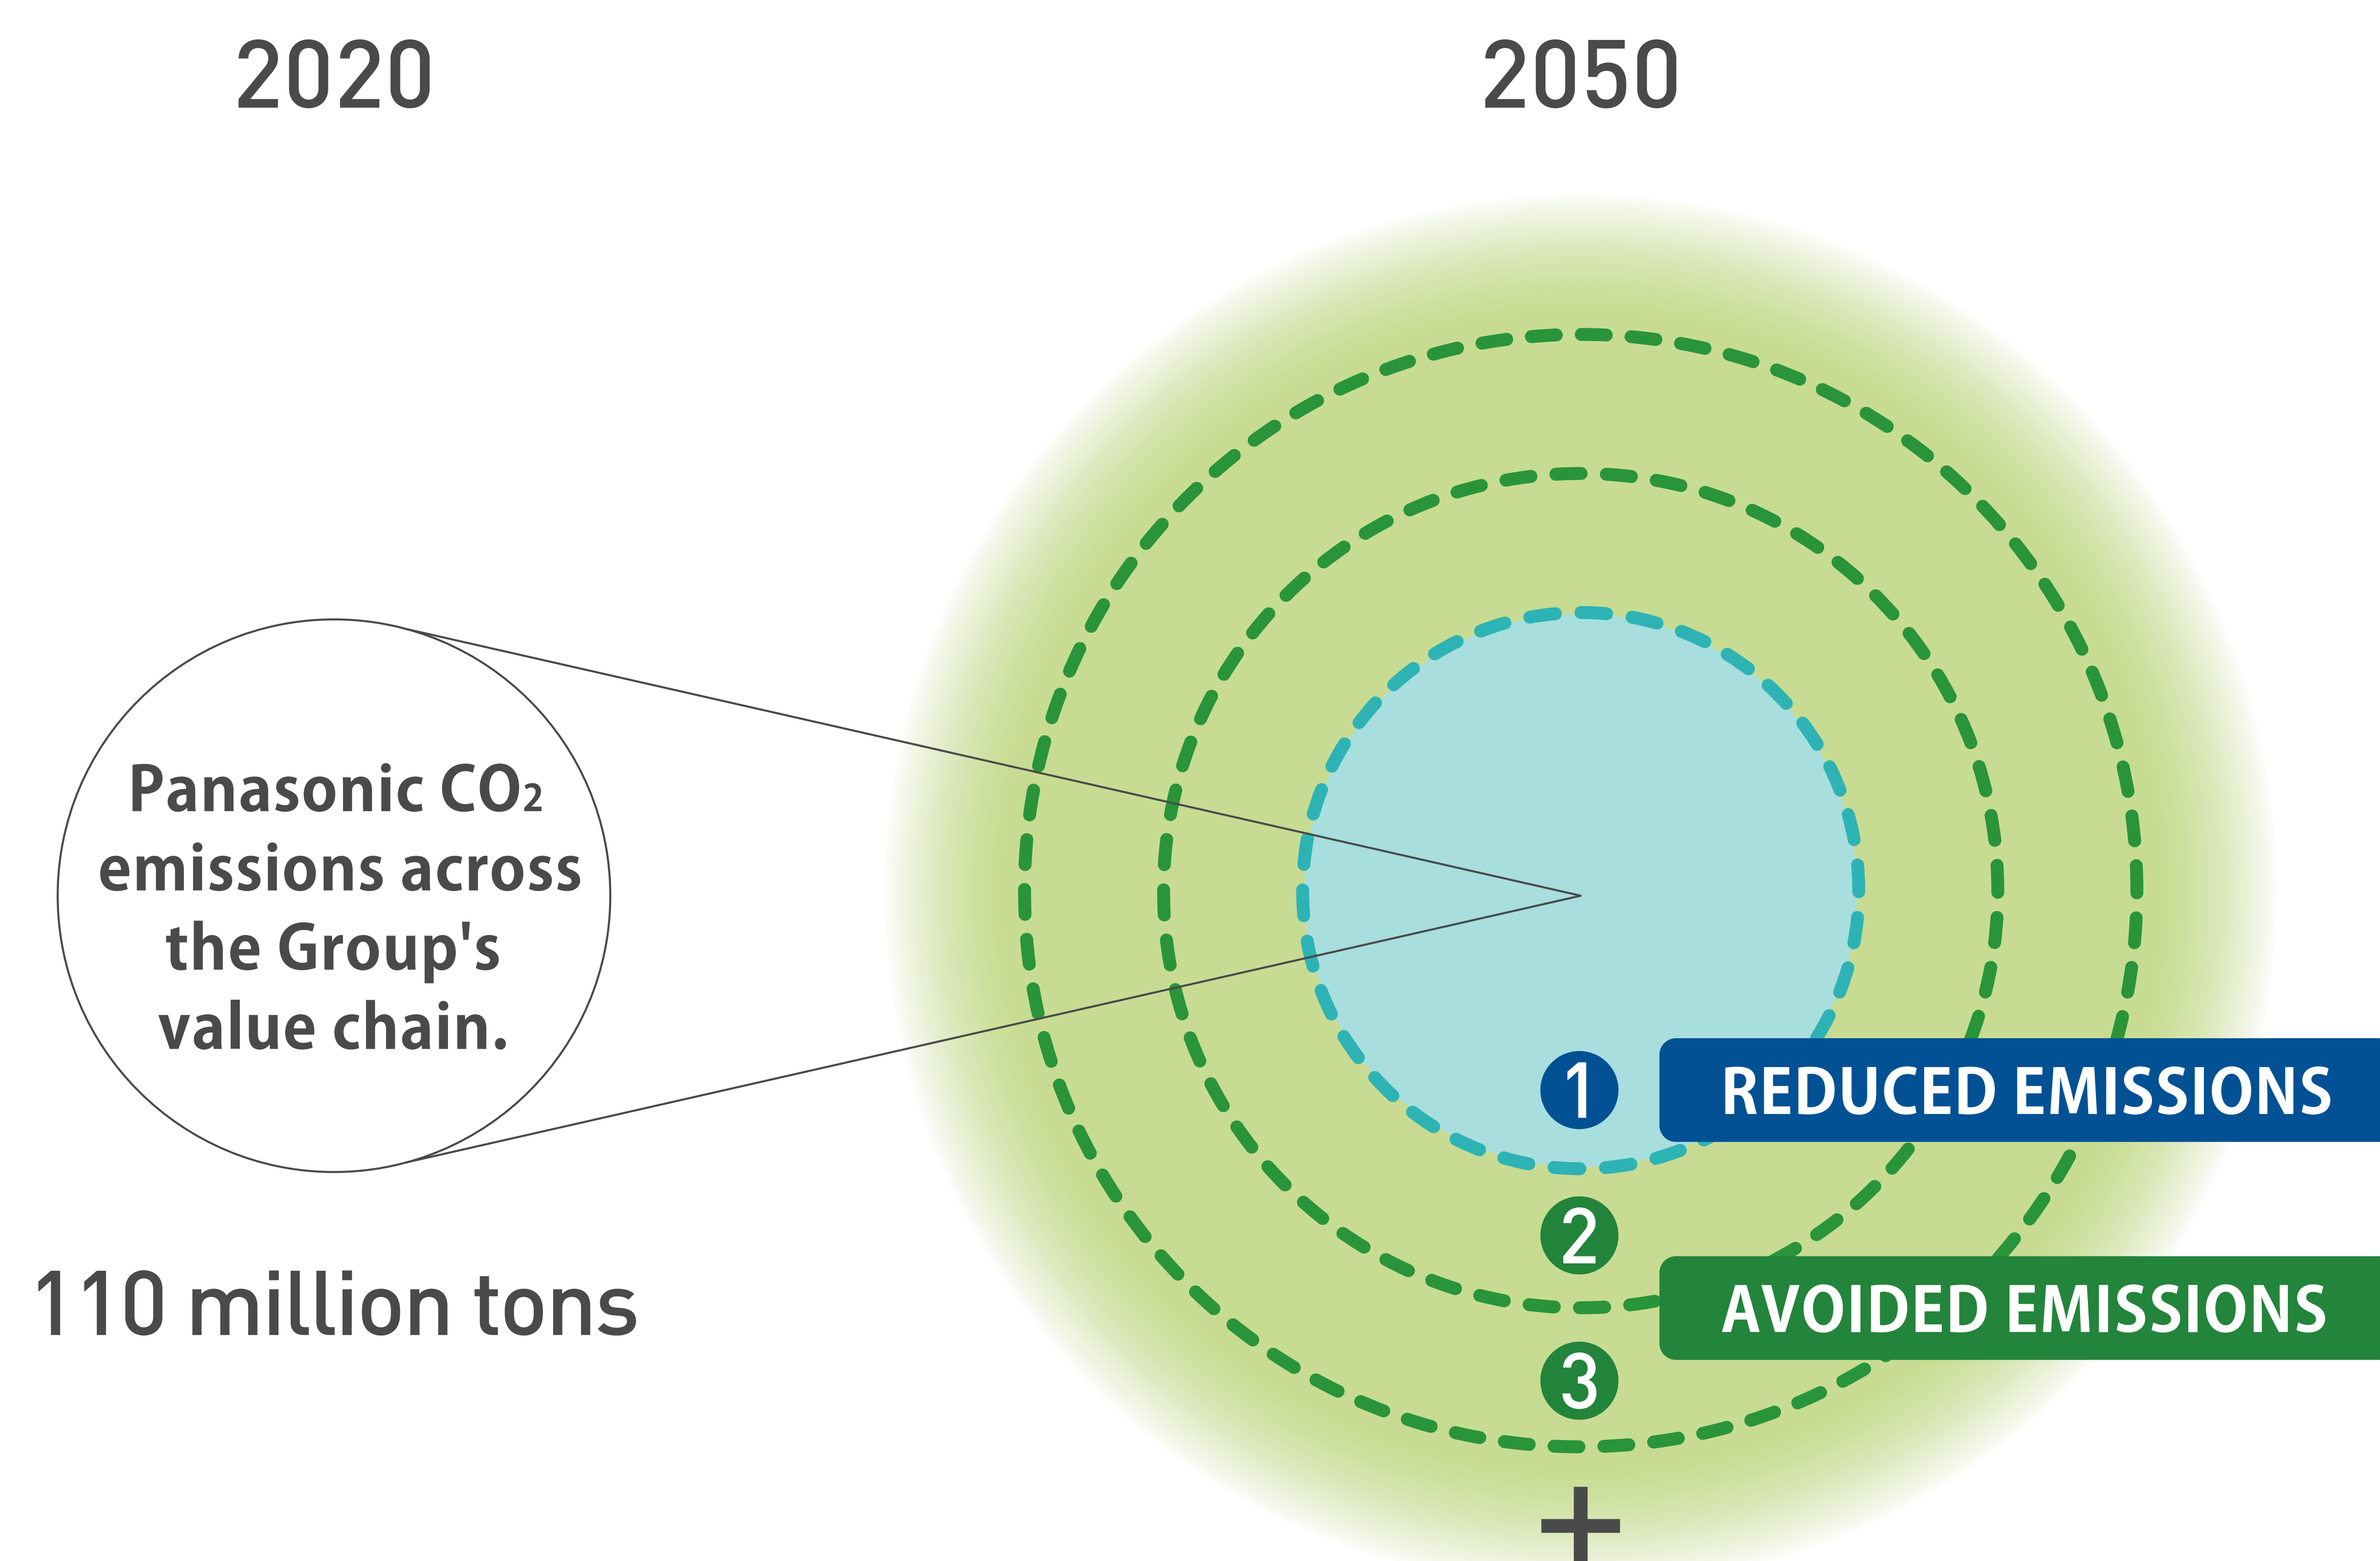 2020
2050
Panasonic CO₂
emissions across
the Group's
value chain.
110 million tons
1 REDUCED EMISSIONS
2
AVOIDED EMISSIONS
3
+